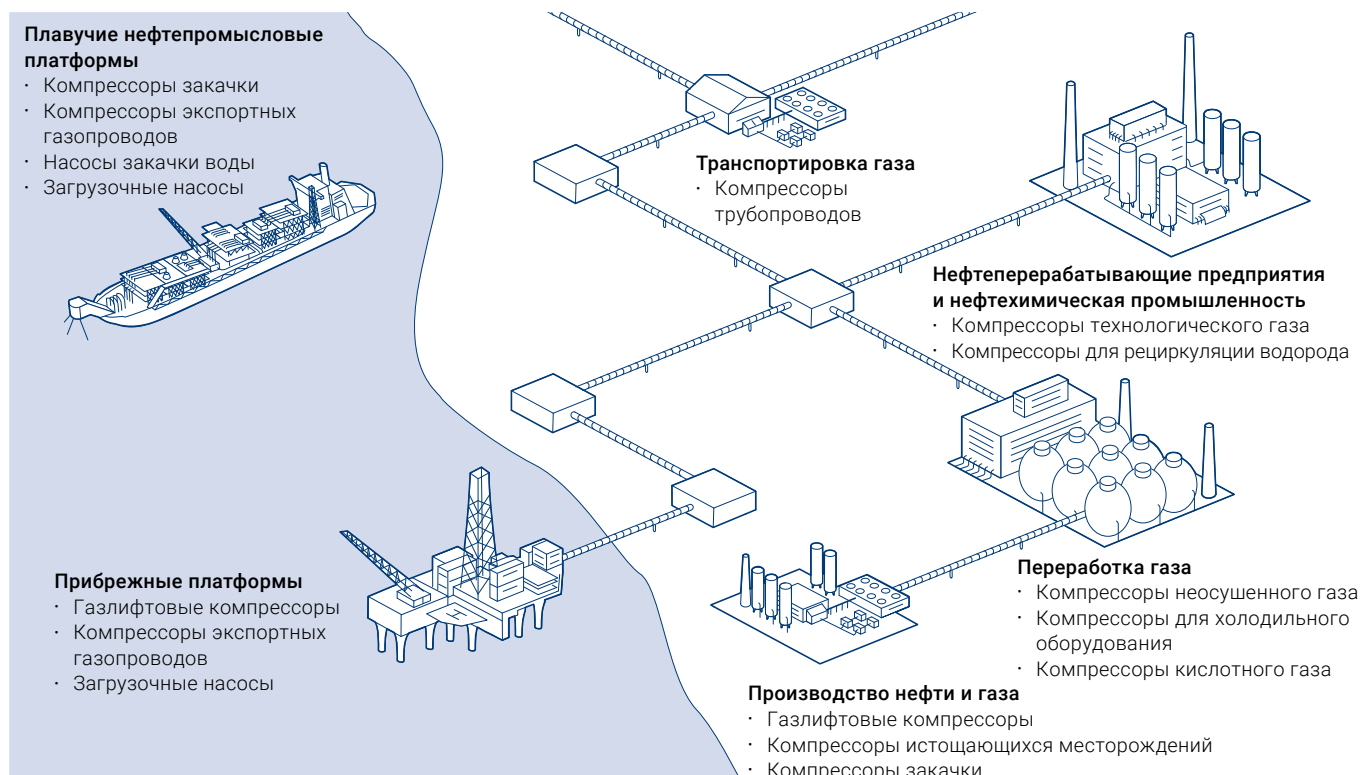 Плавучие нефтепромысловые
платформы
· Компрессоры закачки
· Компрессоры экспортных
газопроводов
· Насосы закачки воды
· Загрузочные насосы
Транспортировка газа
· Компрессоры
трубопроводов
Нефтеперерабатывающие предприятия
и нефтехимическая промышленность
· Компрессоры технологического газа
· Компрессоры для рециркуляции водорода
Прибрежные платформы
· Газлифтовые компрессоры
· Компрессоры экспортных
газопроводов
· Загрузочные насосы
Переработка газа
· Компрессоры неосушенного газа
· Компрессоры для холодильного
оборудования
· Компрессоры кислотного газа
Производство нефти и газа
· Газлифтовые компрессоры
· Компрессоры истощающихся месторождений
· Компрессоры закачки
H